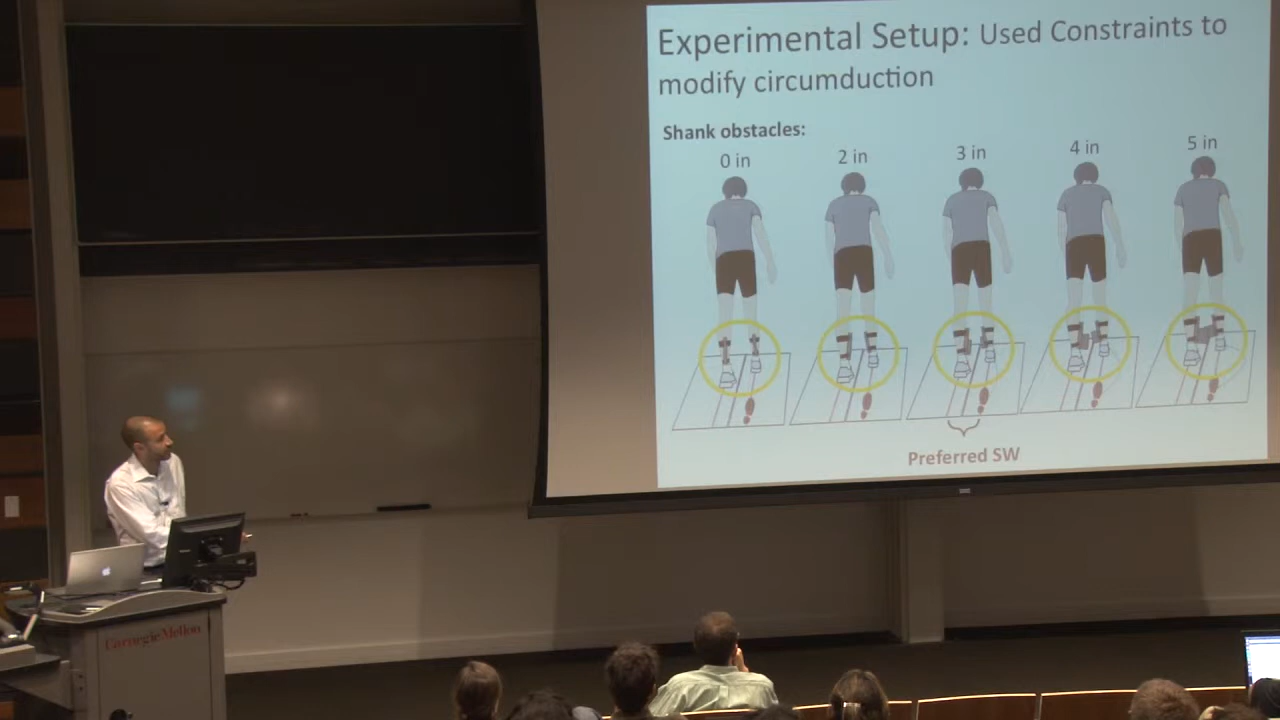 Experimental Setup: Used Constraints to
modify circumduction
Shank obstacles:
0 in
2 in
3 in
4 in
5 in
Preferred SW
Carnegie Mellon